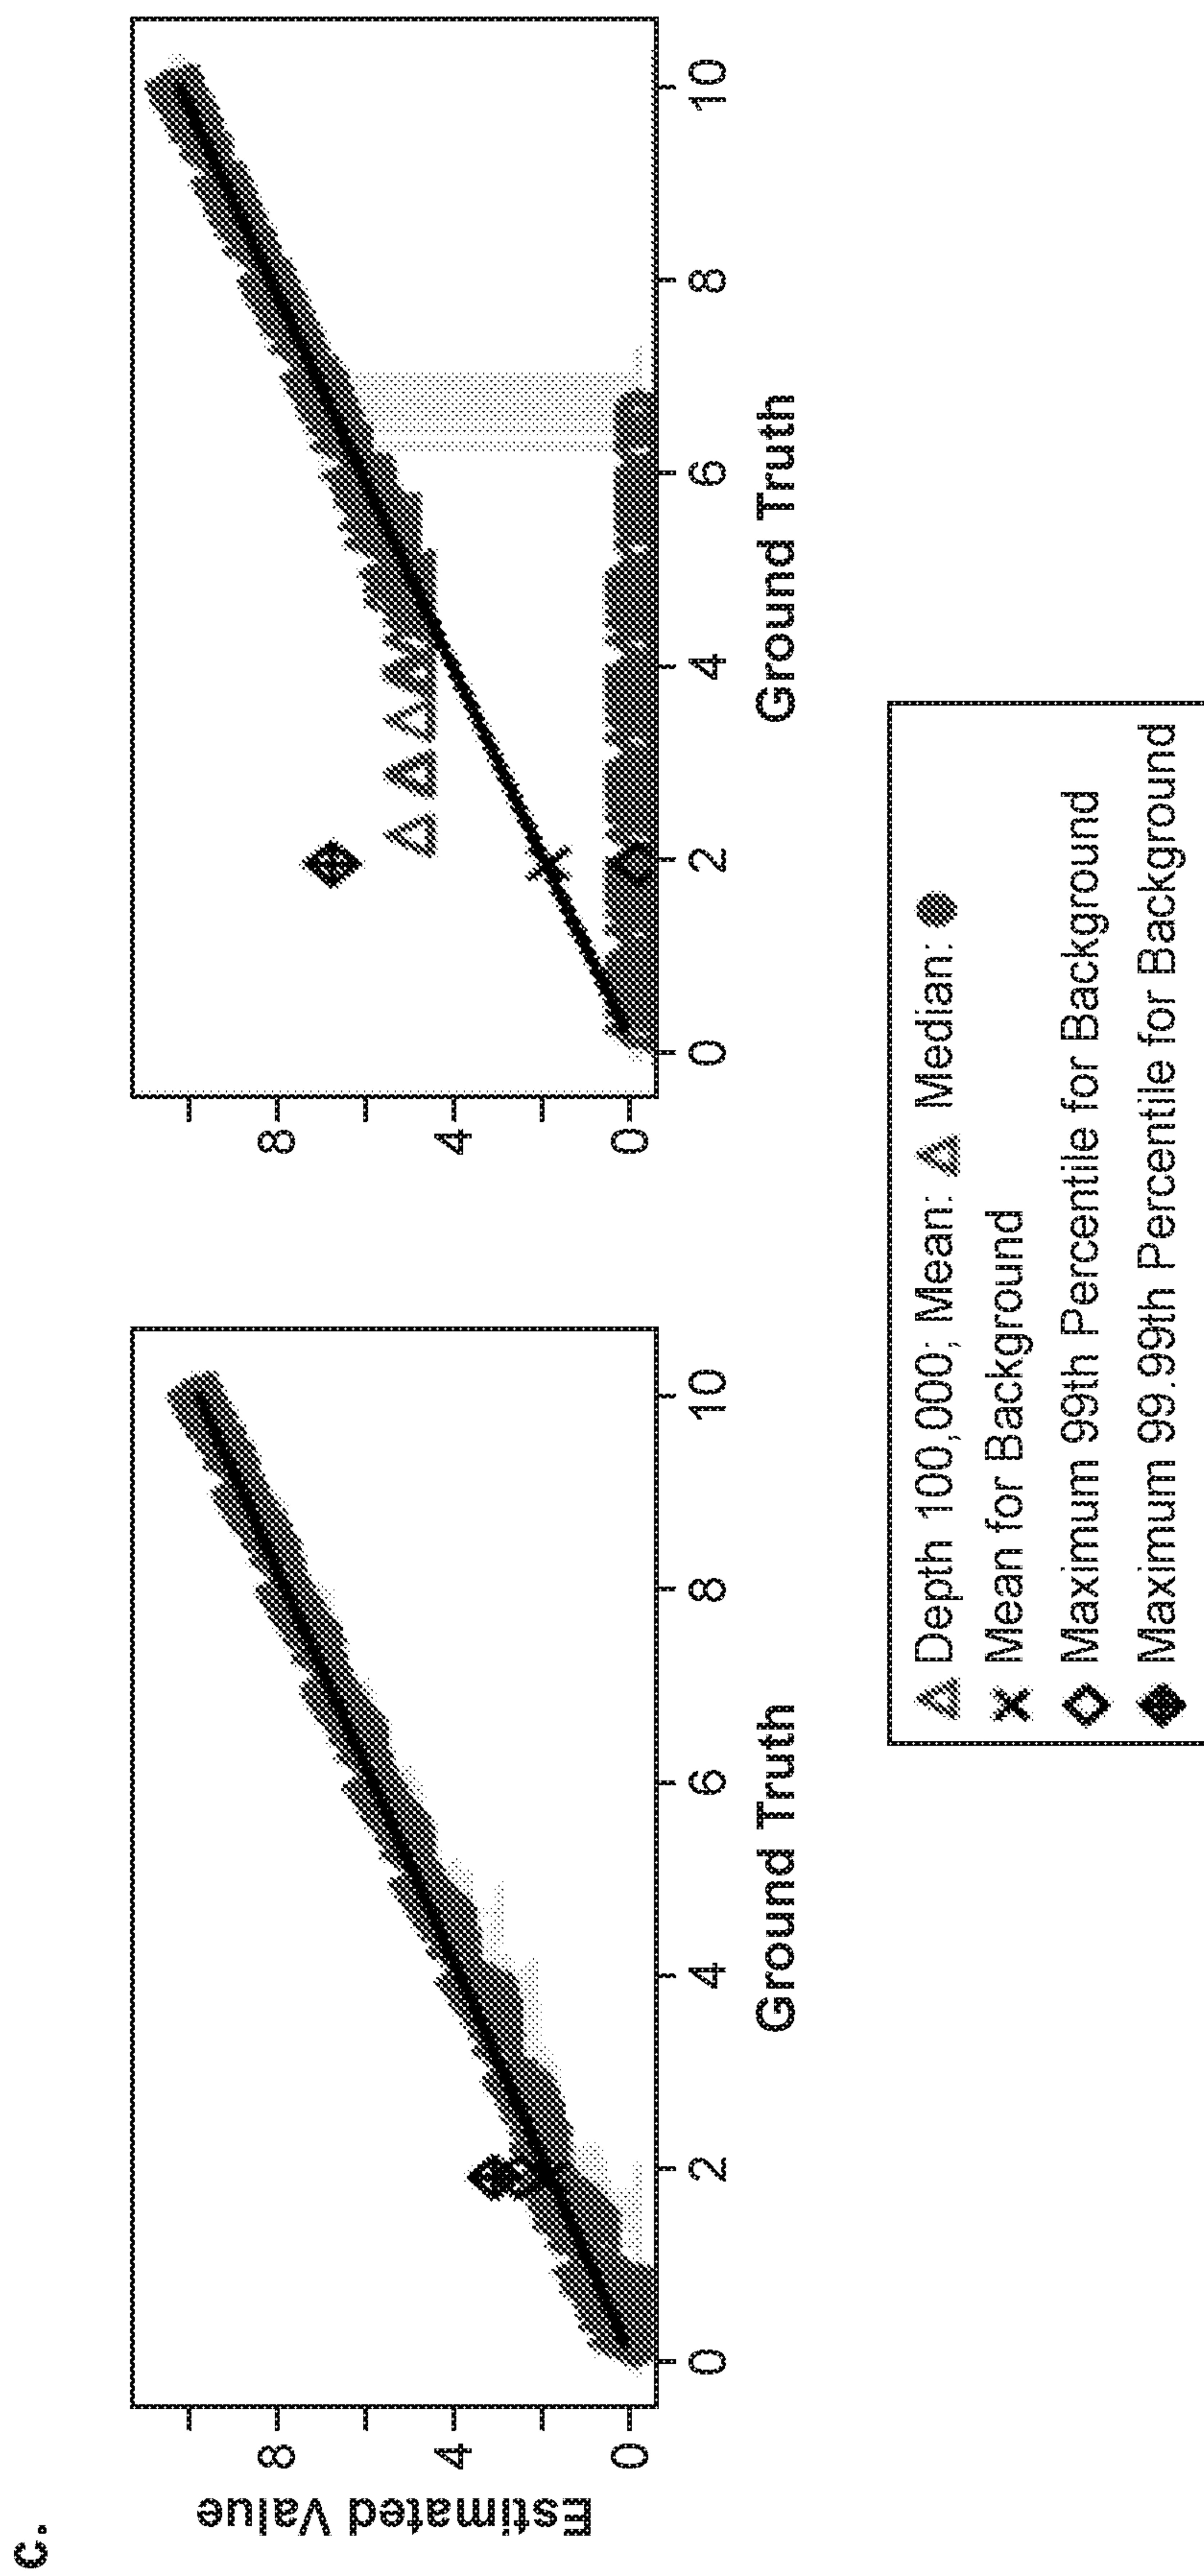 c.
Estimated Value
8
4
0
0 2 4 6 8 10
Ground Truth
8
4
0
0 2 4 6 8 10
Ground Truth
Depth 100,000; Mean: Median:
Mean for Background
Maximum 99th Percentile for Background
Maximum 99.99th Percentile for Background